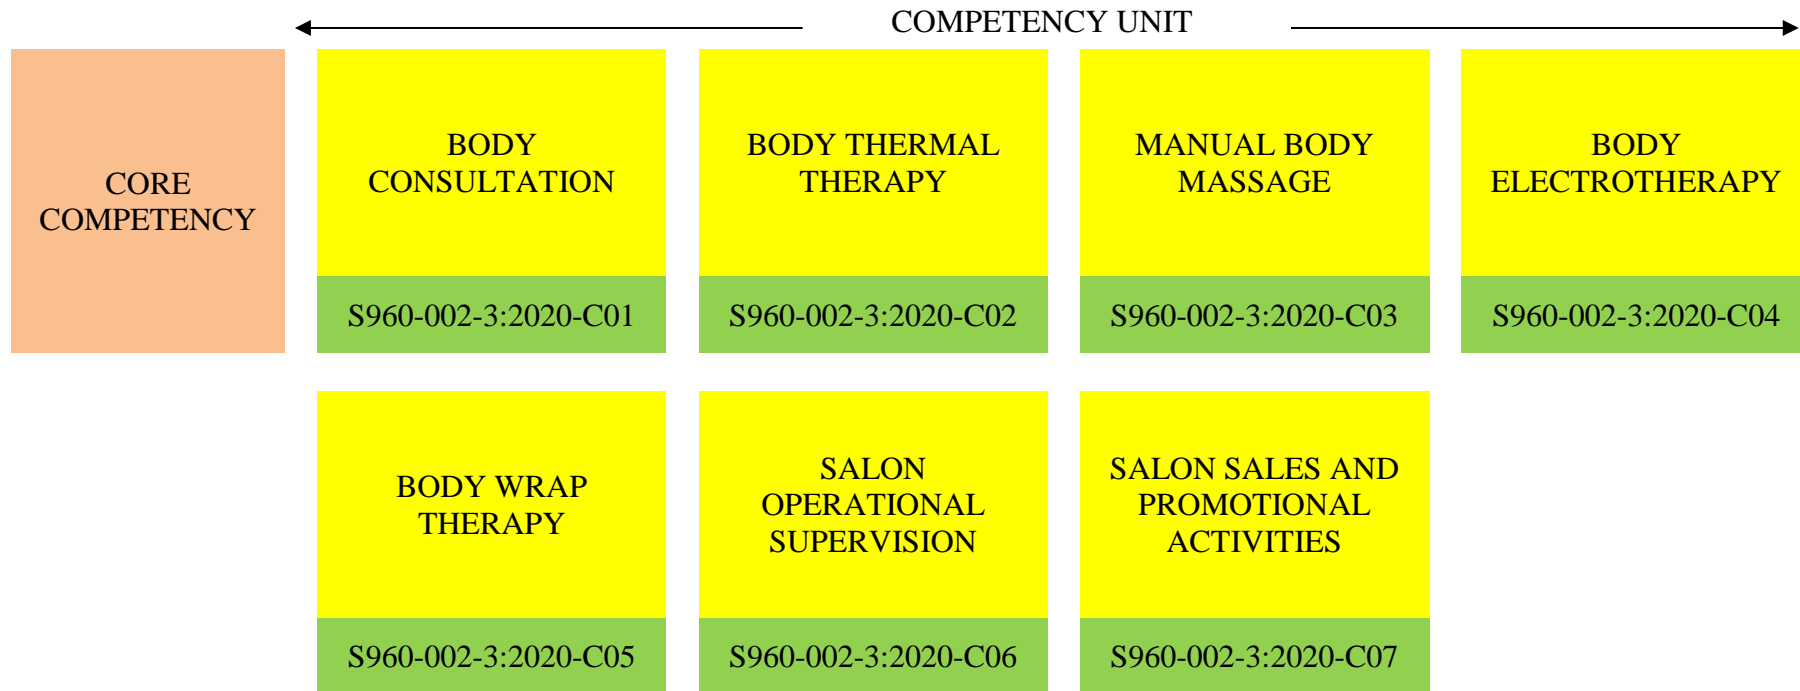 COMPETENCY UNIT
CORE
COMPETENCY
BODY
CONSULTATION
S960-002-3:2020-C01
BODY THERMAL
THERAPY
S960-002-3:2020-C02
MANUAL BODY
MASSAGE
S960-002-3:2020-C03
BODY
ELECTROTHERAPY
S960-002-3:2020-C04
BODY WRAP
THERAPY
S960-002-3:2020-C05
SALON
OPERATIONAL
SUPERVISION
S960-002-3:2020-C06
SALON SALES AND
PROMOTIONAL
ACTIVITIES
S960-002-3:2020-C07